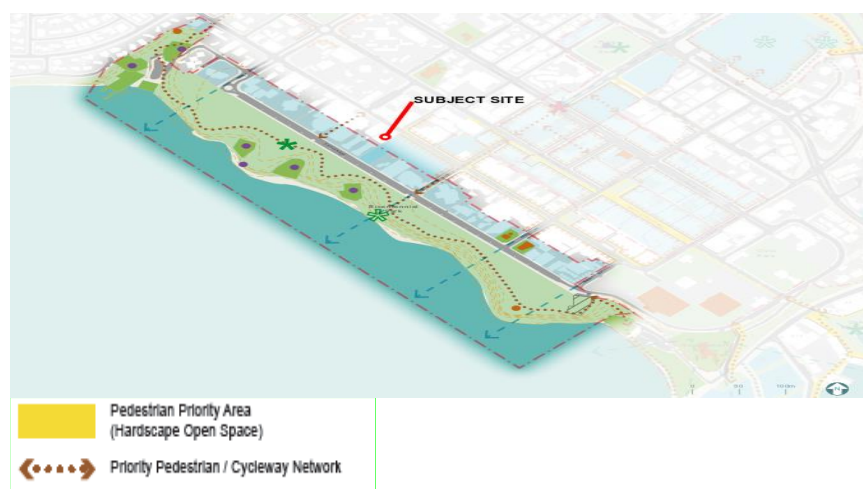 SUBJECT SITE
Pedestrian Priority Area
(Hardscape Open Space)
Priority Pedestrian / Cycleway Network